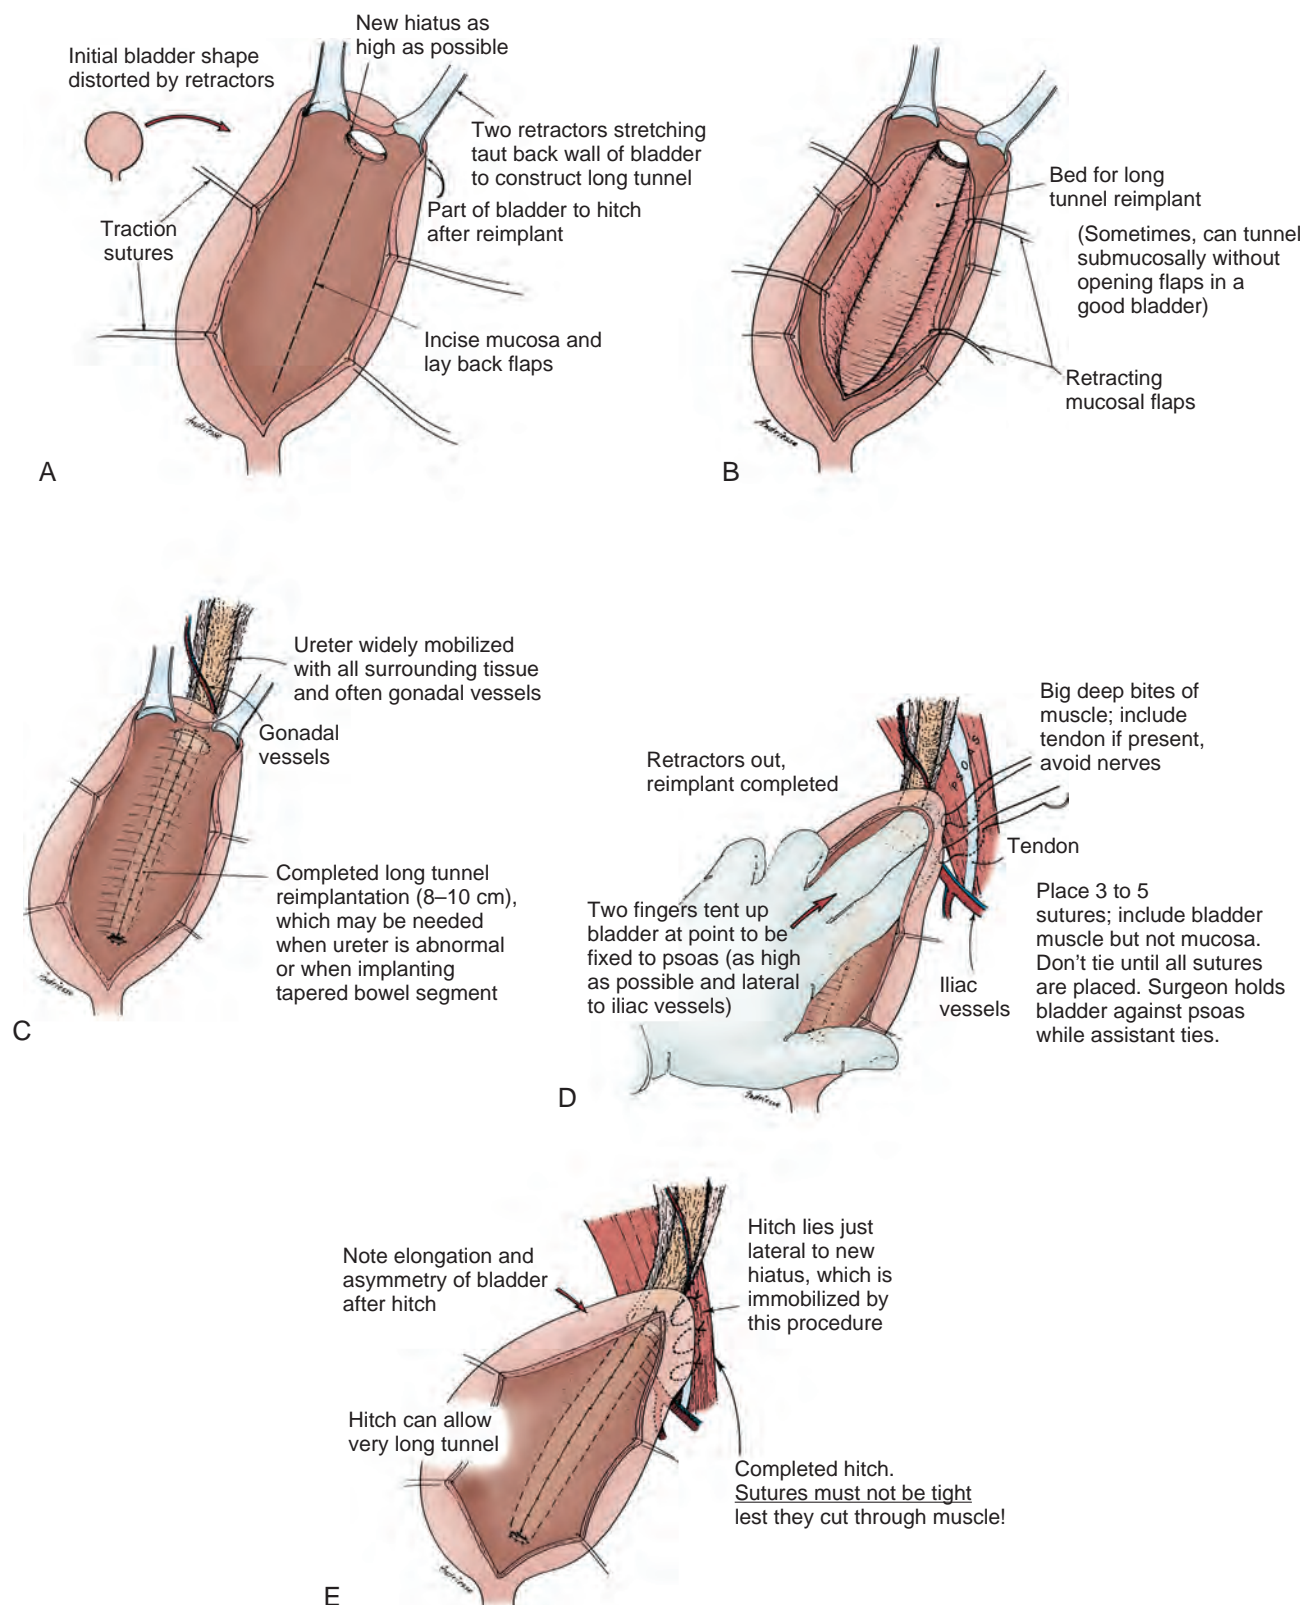 New hiatus as
high as possible
Initial bladder shape
distorted by retractors
Two retractors stretching
taut back wall of bladder
to construct long tunnel
Part of bladder to hitch
after reimplant
Traction
sutures
Incise mucosa and
lay back flaps
Andriesse
A
Bed for long
tunnel reimplant
(Sometimes, can tunnel
submucosally without
opening flaps in a
good bladder)
Retracting
mucosal flaps
Andriesse
B
Ureter widely mobilized
with all surrounding tissue
and often gonadal vessels
Gonadal
vessels
Completed long tunnel
reimplantation (8–10 cm),
which may be needed
when ureter is abnormal
or when implanting
tapered bowel segment
Andriesse
C
Big deep bites of
muscle; include
tendon if present,
avoid nerves
Retractors out,
reimplant completed
PSOAS
Tendon
Two fingers tent up
bladder at point to be
fixed to psoas (as high
as possible and lateral
to iliac vessels)
Iliac
vessels
Place 3 to 5
sutures; include bladder
muscle but not mucosa.
Don't tie until all sutures
are placed. Surgeon holds
bladder against psoas
while assistant ties.
Andriesse
D
Note elongation and
asymmetry of bladder
after hitch
Hitch lies just
lateral to new
hiatus, which is
immobilized by
this procedure
Hitch can allow
very long tunnel
Completed hitch.
Sutures must not be tight
lest they cut through muscle!
Andriesse
E